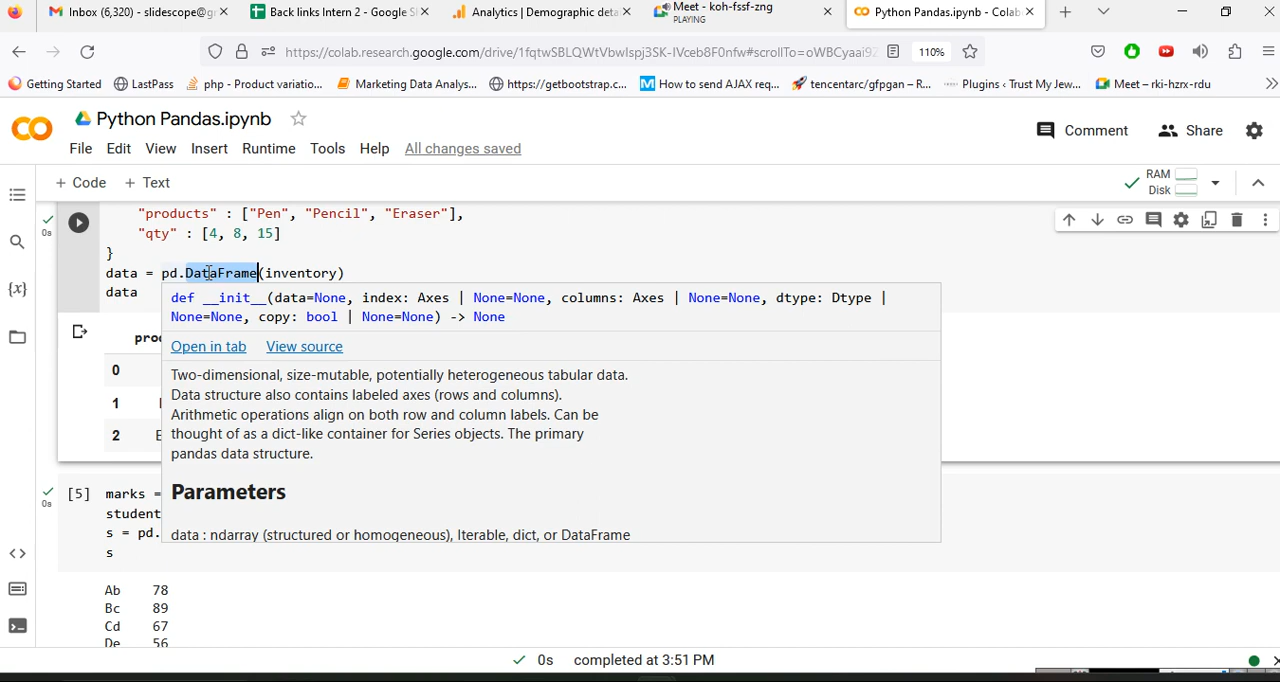 Inbox (6,320) - slidescope@gr
Back links Intern 2 - Google Sh
Analytics | Demographic deta
Meet - koh-fssf-zng
PLAYING
Python Pandas.ipynb - Colab
https://colab.research.google.com/drive/1fqtwSBLQWtVbwIspj3SK-IVceb8F0nfw#scrollTo=oWBCyaai92
110%
Getting Started
LastPass
php - Product variatio...
Marketing Data Analys...
https://getbootstrap.c...
How to send AJAX req...
tencentarc/gfpgan – R...
Plugins ‹ Trust My Jew...
Meet – rki-hzrx-rdu
Python Pandas.ipynb
File Edit View Insert Runtime Tools Help All changes saved
Comment
Share
+ Code + Text
RAM
Disk
"products" : ["Pen", "Pencil", "Eraser"],
0s
"qty" : [4, 8, 15]
}
data = pd.DataFrame(inventory)
data
def __init__(data=None, index: Axes | None=None, columns: Axes | None=None, dtype: Dtype |
None=None, copy: bool | None=None) -> None
Open in tab View source
Two-dimensional, size-mutable, potentially heterogeneous tabular data.
Data structure also contains labeled axes (rows and columns).
Arithmetic operations align on both row and column labels. Can be
thought of as a dict-like container for Series objects. The primary
pandas data structure.
Parameters
data : ndarray (structured or homogeneous), Iterable, dict, or DataFrame
0
1
2
[5] marks =
0s
student
s = pd.
s
Ab 78
Bc 89
Cd 67
De 56
0s completed at 3:51 PM